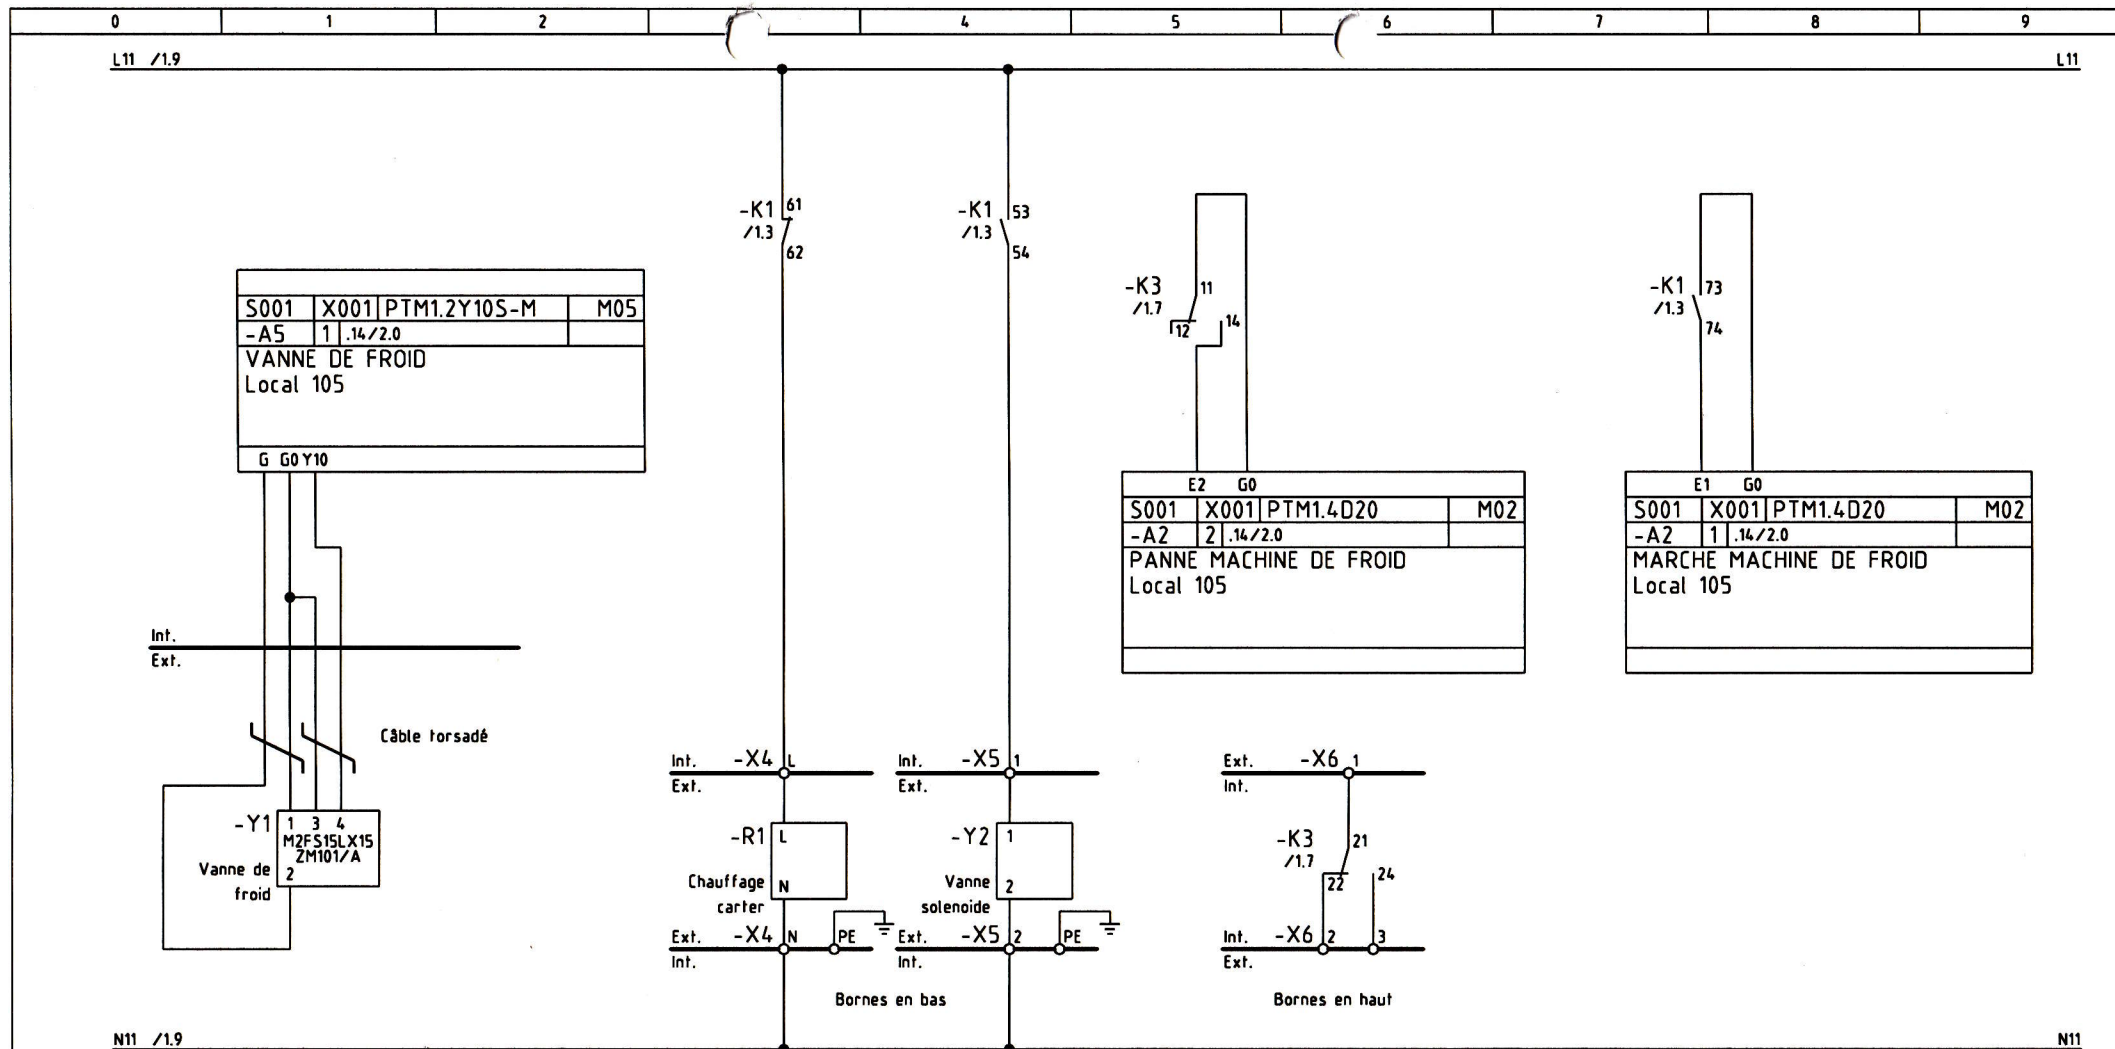 0 1 2 4 5 6 7 8 9
L11 /1.9 L11
-K1 61
/1.3
62
-K1 53
/1.3
54
-K3 11
/1.7
12 14
-K1 73
/1.3
74
S001 X001 PTM1.2Y10S-M M05
-A5 1 .14/2.0
VANNE DE FROID
Local 105
G G0 Y10
E2 G0
S001 X001 PTM1.4D20 M02
-A2 2 .14/2.0
PANNE MACHINE DE FROID
Local 105
E1 G0
S001 X001 PTM1.4D20 M02
-A2 1 .14/2.0
MARCHE MACHINE DE FROID
Local 105
Int.
Ext.
Câble torsadé
-Y1 1 3 4
M2FS15LX15
ZM101/A
Vanne de
froid
2
Int. -X4 L
Ext.
-R1 L
Chauffage
carter
N
Ext. -X4 N PE
Int.
Int. -X5 1
Ext.
-Y2 1
Vanne
solenoide
2
Ext. -X5 2 PE
Int.
Bornes en bas
Ext. -X6 1
Int.
-K3 21
/1.7
22 24
Int. -X6 2 3
Ext.
Bornes en haut
N11 /1.9 N11